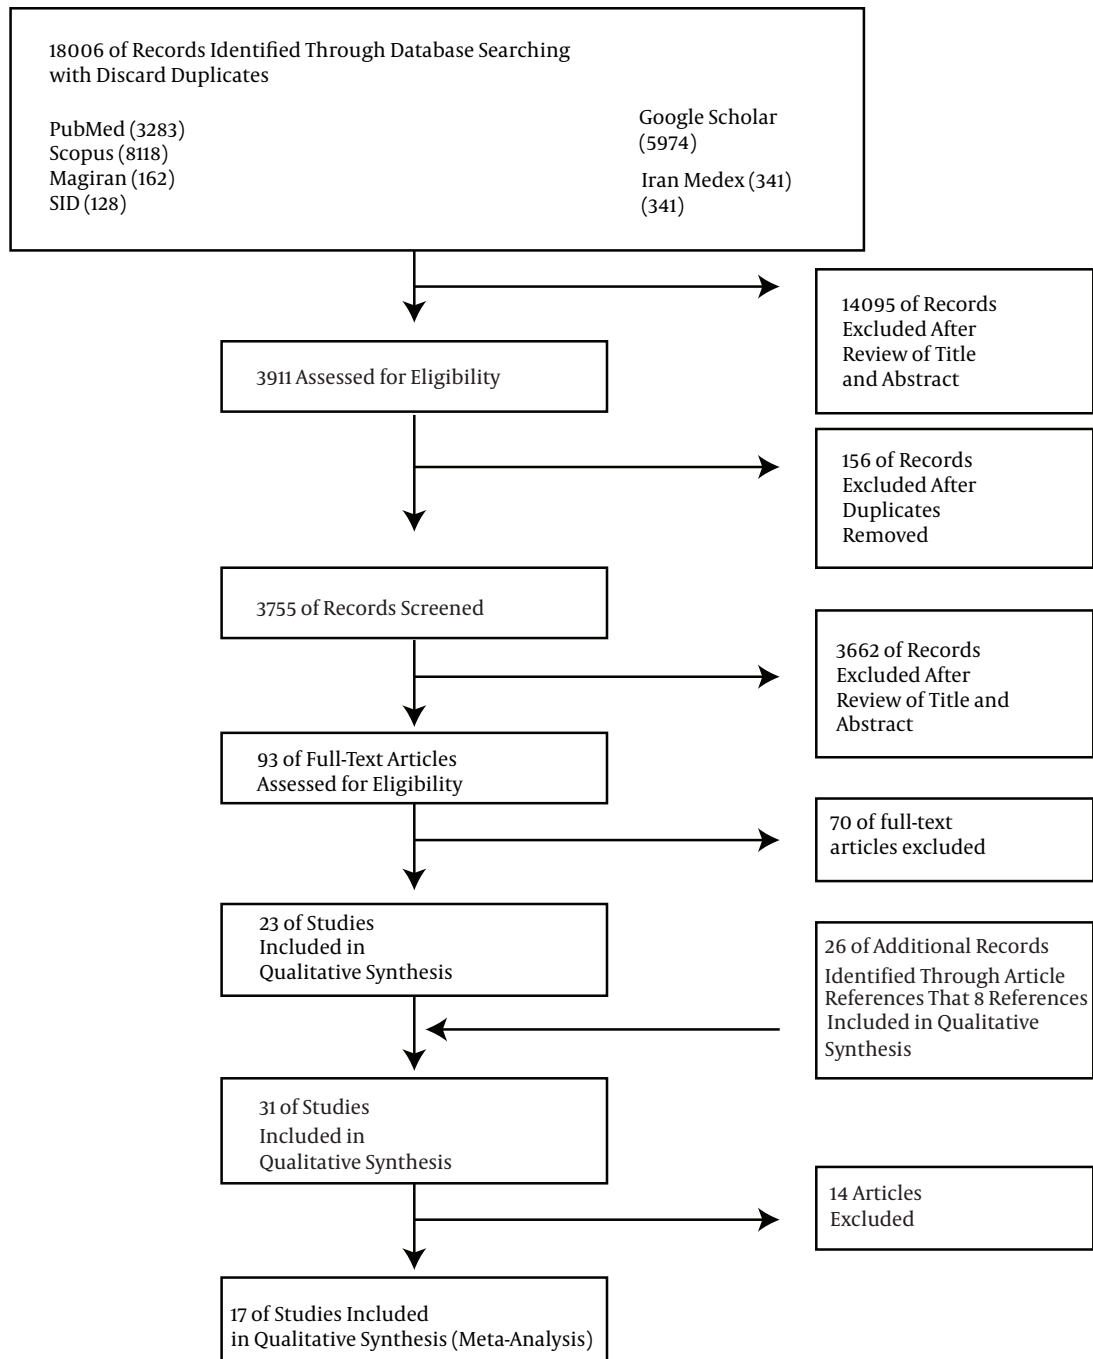 18006 of Records Identified Through Database Searching
with Discard Duplicates
PubMed (3283)
Scopus (8118)
Magiran (162)
SID (128)
Google Scholar
(5974)
Iran Medex (341)
(341)
14095 of Records
Excluded After
Review of Title
and Abstract
3911 Assessed for Eligibility
156 of Records
Excluded After
Duplicates
Removed
3755 of Records Screened
3662 of Records
Excluded After
Review of Title and
Abstract
93 of Full-Text Articles
Assessed for Eligibility
70 of full-text
articles excluded
23 of Studies
Included in
Qualitative Synthesis
26 of Additional Records
Identified Through Article
References That 8 References
Included in Qualitative
Synthesis
31 of Studies
Included in
Qualitative Synthesis
14 Articles
Excluded
17 of Studies Included
in Qualitative Synthesis (Meta-Analysis)